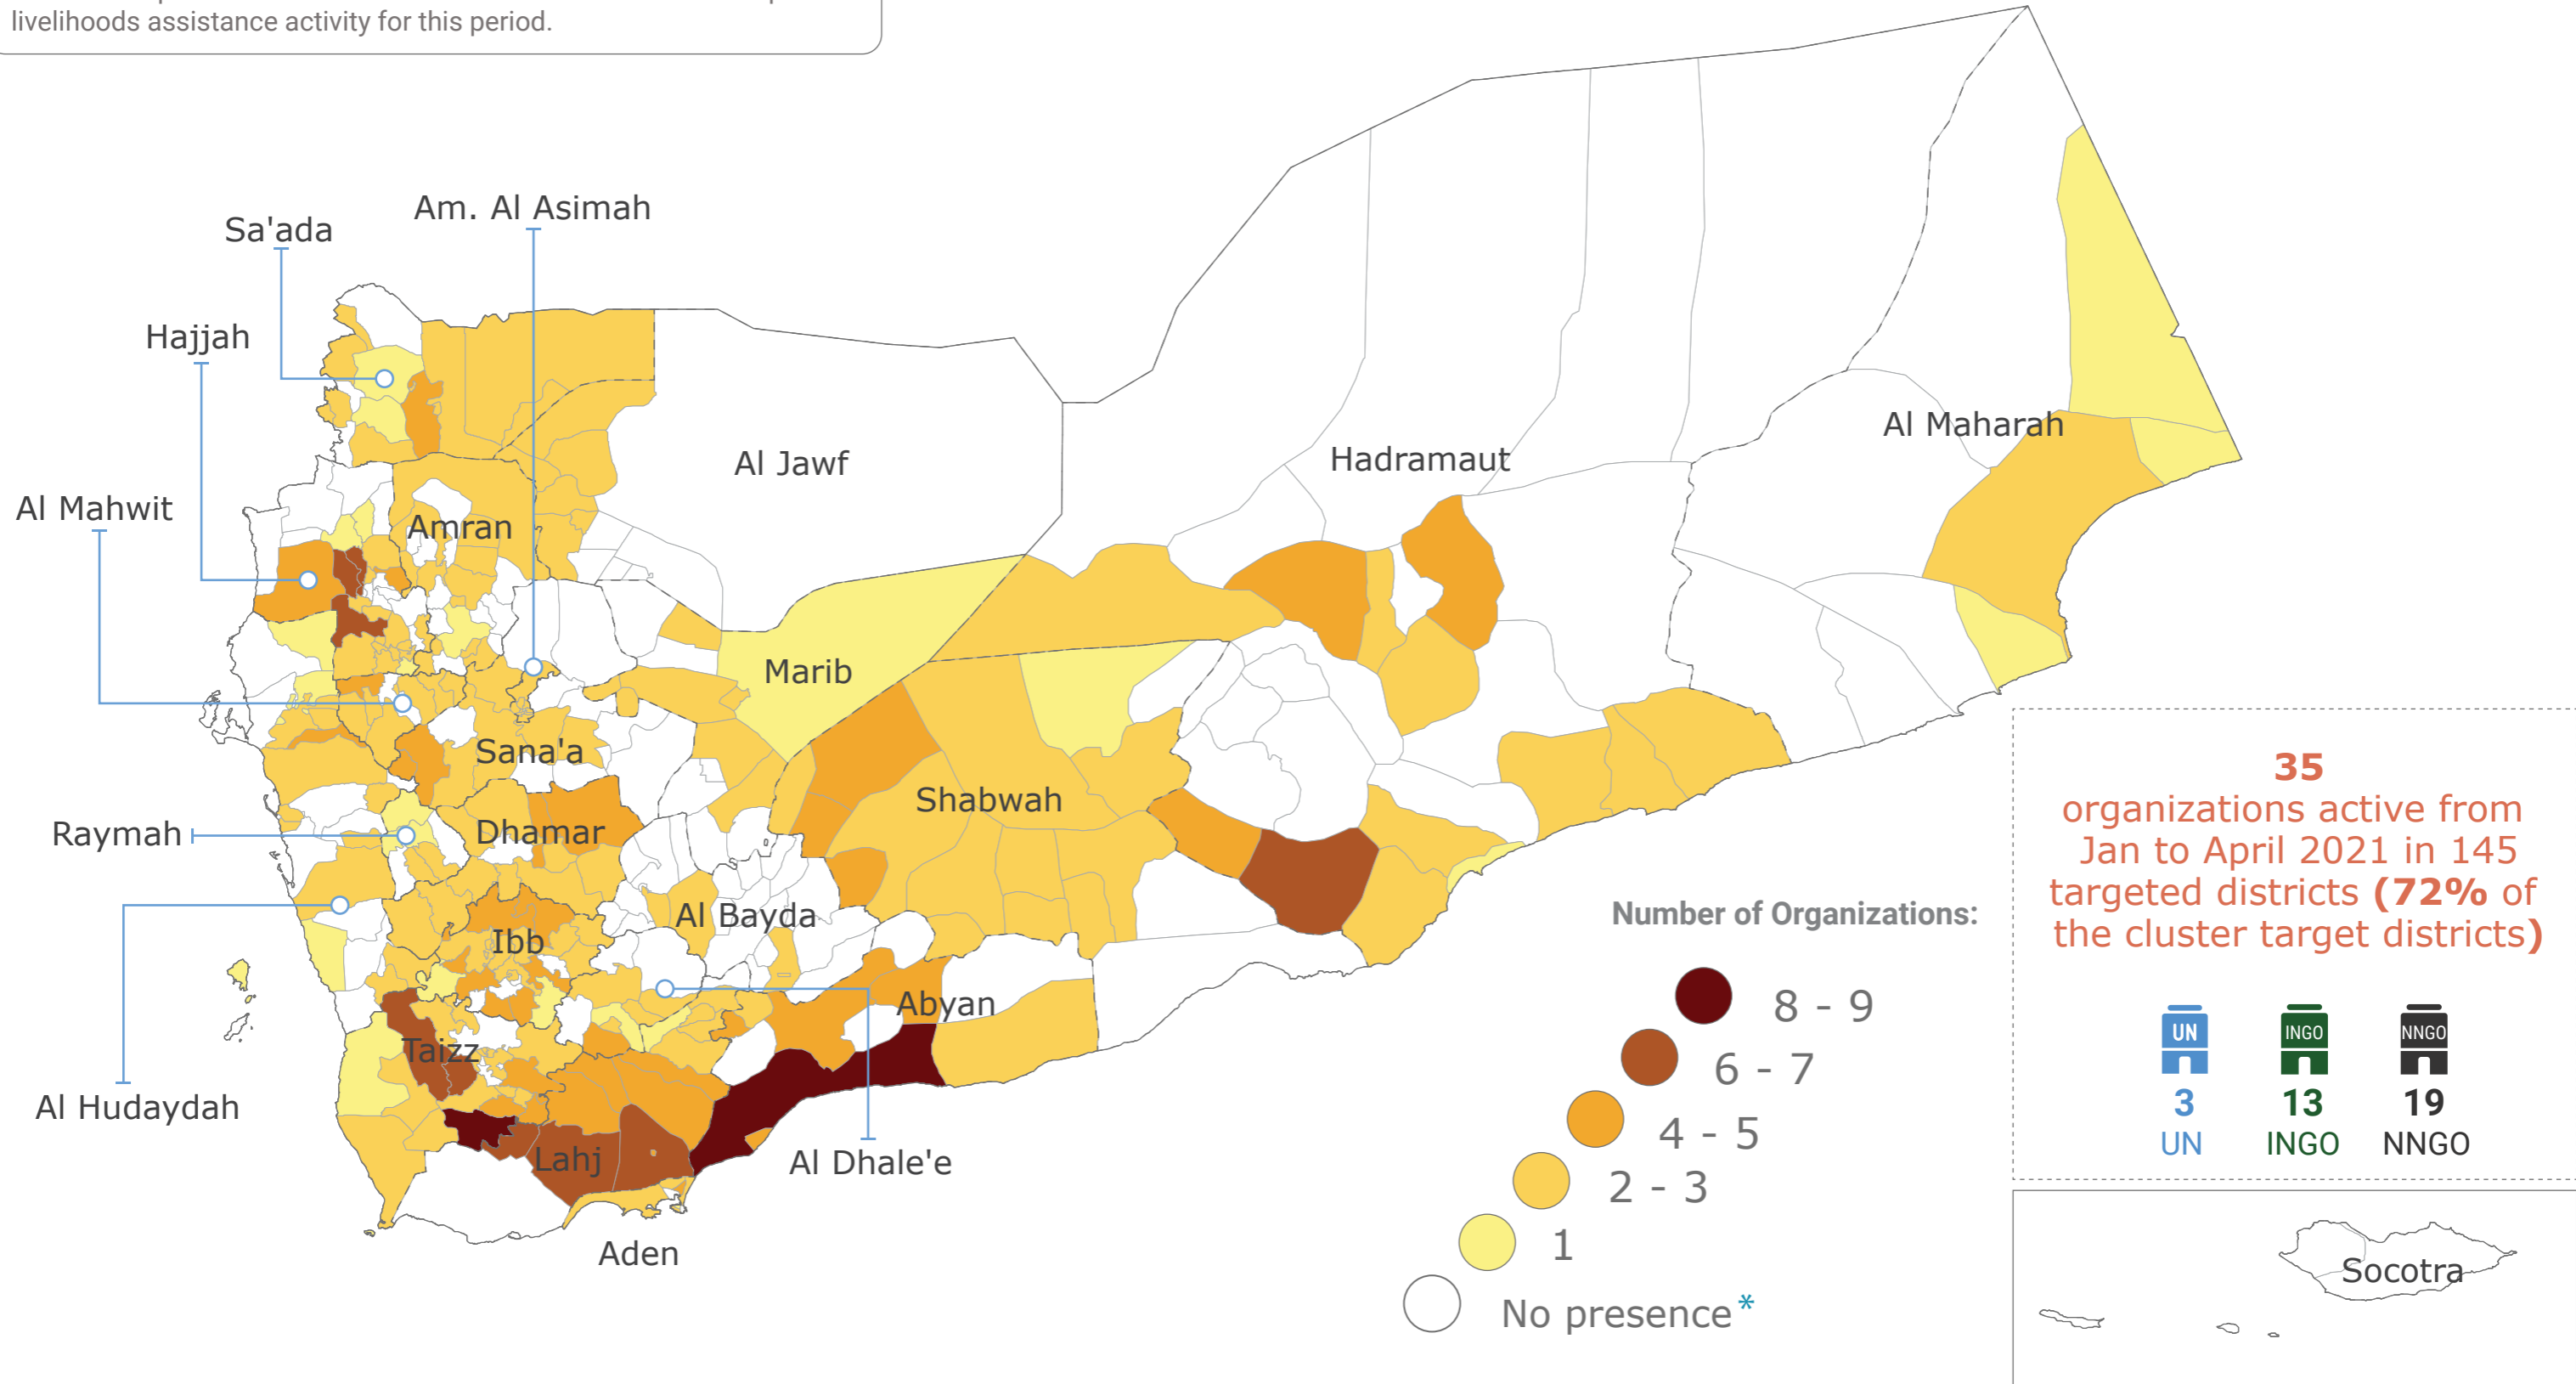 livelihoods assistance activity for this period.
Am. Al Asimah
Sa'ada
Hajjah
Al Mahwit
Amran
Al Jawf
Hadramaut
Al Maharah
Marib
Sana'a
Shabwah
Raymah
Dhamar
Al Bayda
Ibb
Abyan
Taizz
Al Hudaydah
Lahj
Al Dhale'e
Aden
Number of Organizations:
8 - 9
6 - 7
4 - 5
2 - 3
1
No presence*
35
organizations active from
Jan to April 2021 in 145
targeted districts (72% of
the cluster target districts)
UN INGO NNGO
3 13 19
UN INGO NNGO
Socotra